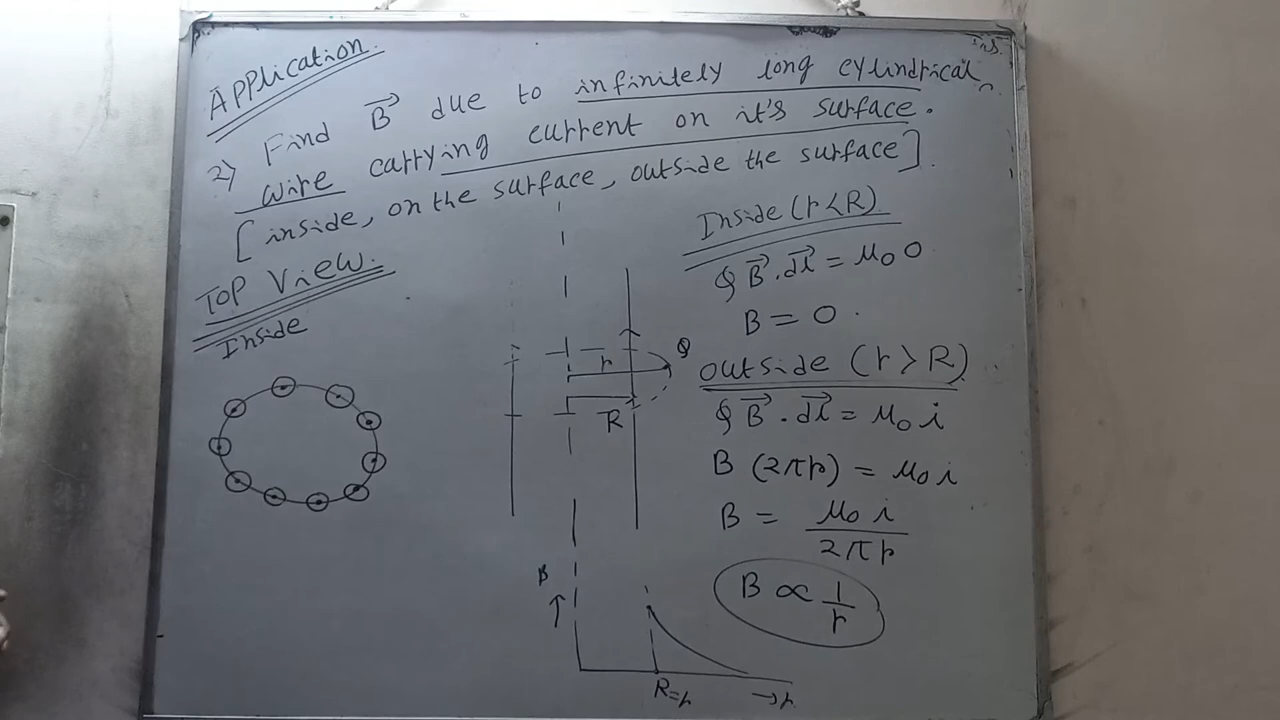 Application
2) Find B⃗ due to infinitely long cylindrical
wire carrying current on it's surface.
[inside, on the surface, outside the surface].
TOP View.
Inside
Inside (r<R)
∮ B⃗.dl⃗ = μ₀ 0
B = 0.
outside (r > R)
∮ B⃗ . dl⃗ = μ₀ i
B (2πr) = μ₀ i
B = μ₀ i / 2πr
B ∝ 1/r
r
R
B
↑
R=r
→r